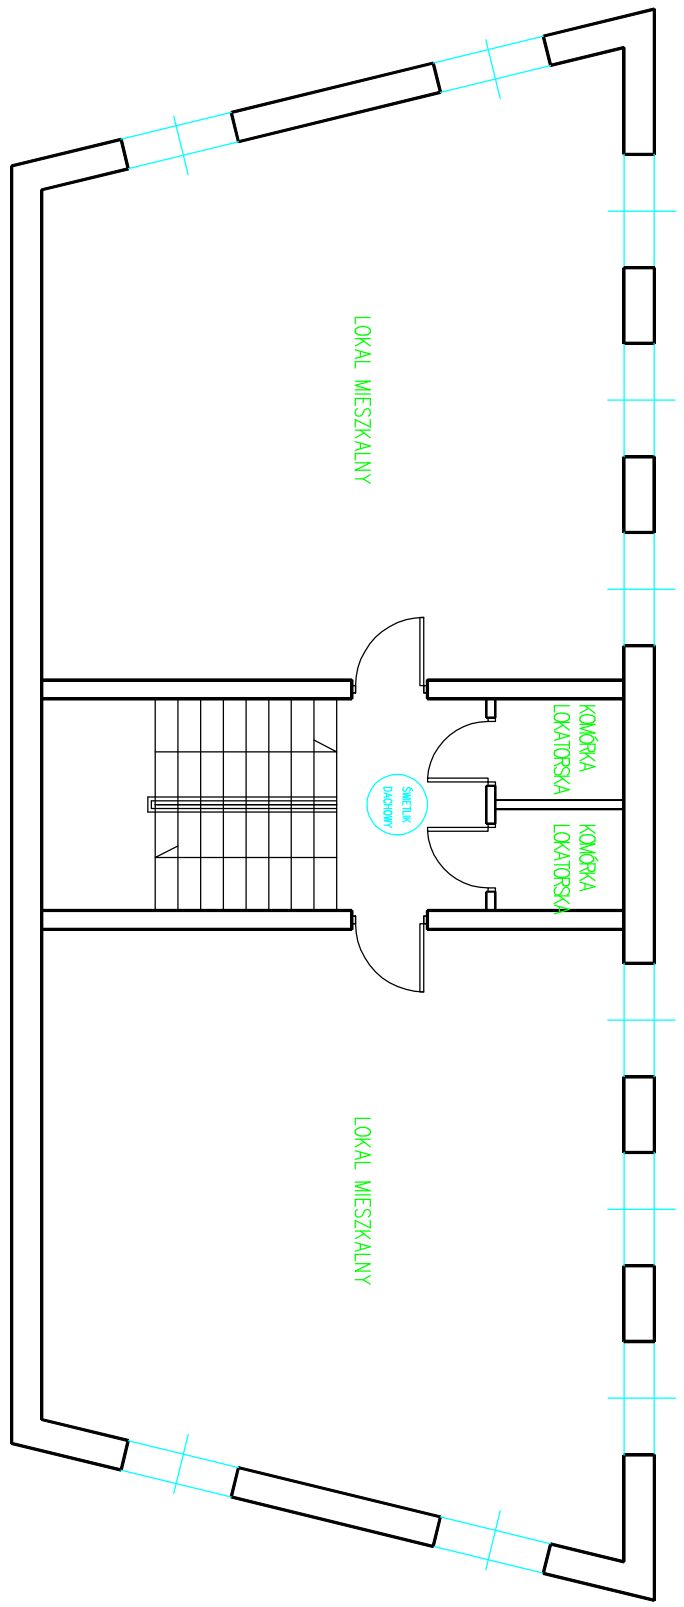 LOKAL MIESZKALNY
KOMÓRKA
LOKATORSKA
ŚWIETLIK
DACHOWY
KOMÓRKA
LOKATORSKA
LOKAL MIESZKALNY